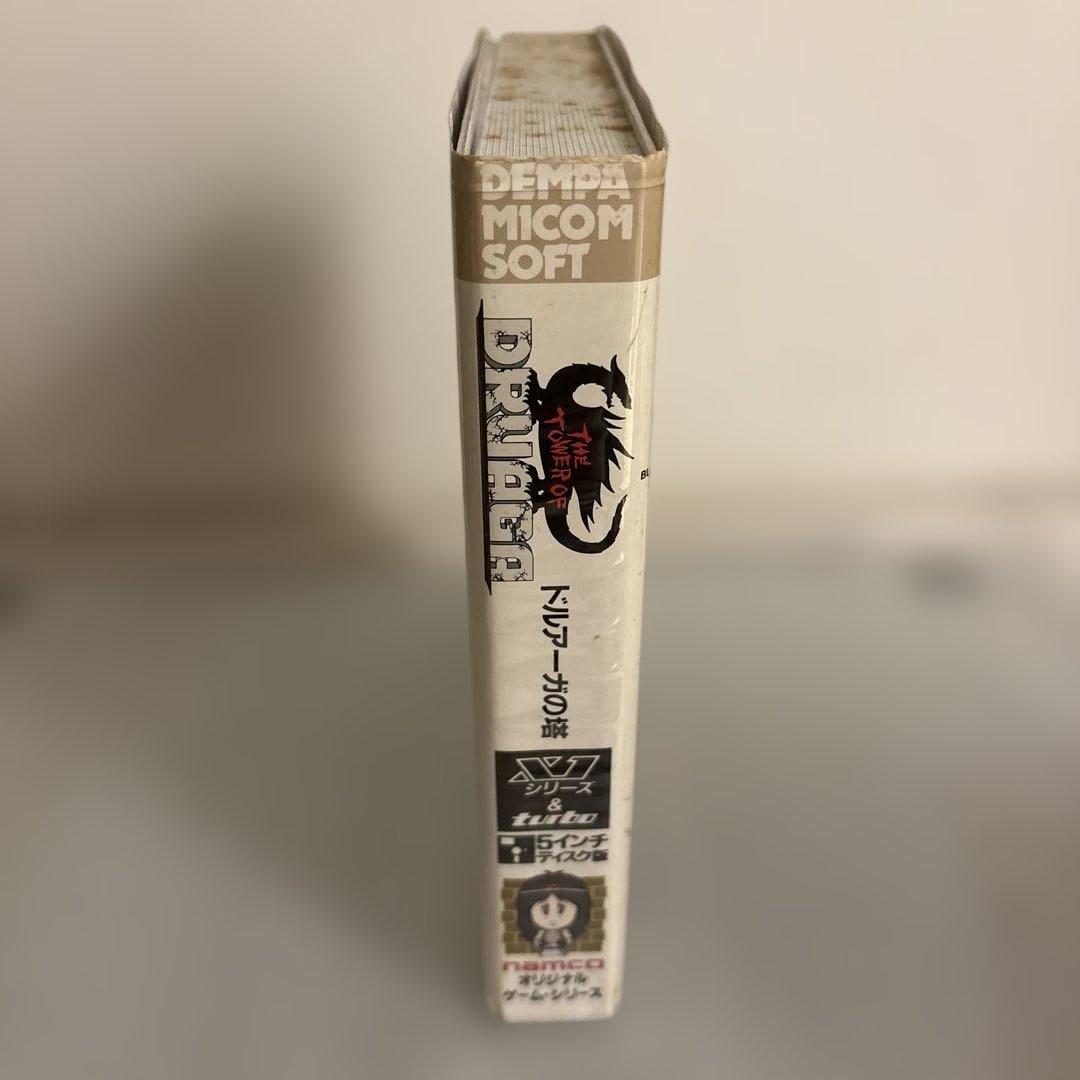 DEMPA
MICOM
SOFT
THE
TOWER OF
DRUAGA
ドルアーガの塔
X1
シリーズ
&
turbo
5インチ
ディスク版
namco
オリジナル
ゲーム・シリーズ